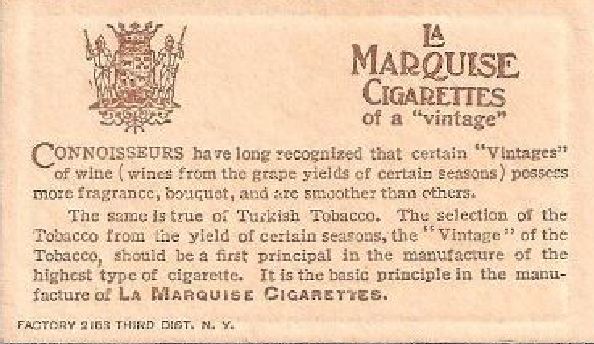 LA
MARQUISE
CIGARETTES
of a "vintage"
CONNOISSEURS have long recognized that certain "Vintages"
of wine (wines from the grape yields of certain seasons) possess
more fragrance, bouquet, and are smoother than others.
The same is true of Turkish Tobacco. The selection of the
Tobacco from the yield of certain seasons, the "Vintage" of the
Tobacco, should be a first principal in the manufacture of the
highest type of cigarette. It is the basic principle in the manu-
facture of LA MARQUISE CIGARETTES.
FACTORY 2163 THIRD DIST. N. Y.